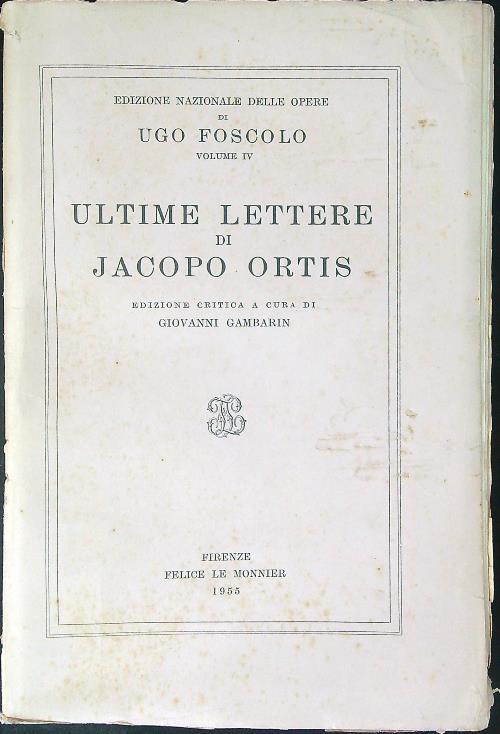 EDIZIONE NAZIONALE DELLE OPERE
DI
UGO FOSCOLO
VOLUME IV
ULTIME LETTERE
DI
JACOPO ORTIS
EDIZIONE CRITICA A CURA DI
GIOVANNI GAMBARIN
FIRENZE
FELICE LE MONNIER
1955